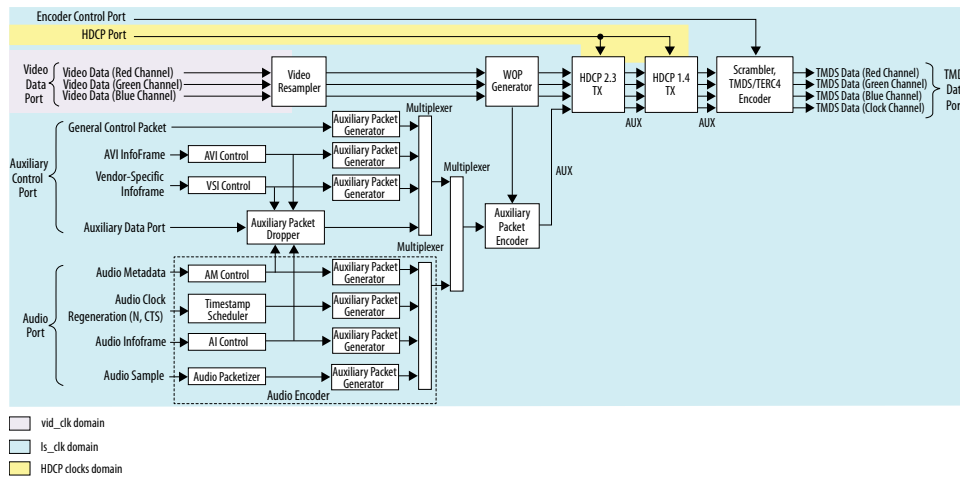 Encoder Control Port
HDCP Port
Video
Data
Port
Video Data (Red Channel)
Video Data (Green Channel)
Video Data (Blue Channel)
Video
Resampler
WOP
Generator
HDCP 2.3
TX
HDCP 1.4
TX
Scrambler,
TMDS/TERC4
Encoder
TMDS Data (Red Channel)
TMDS Data (Green Channel)
TMDS Data (Blue Channel)
TMDS Data (Clock Channel)
TMD
Dat
Por
AUX
AUX
Multiplexer
Auxiliary
Control
Port
General Control Packet
Auxiliary Packet
Generator
AVI InfoFrame
AVI Control
Auxiliary Packet
Generator
Vendor-Specific
Infoframe
VSI Control
Auxiliary Packet
Generator
Multiplexer
AUX
Auxiliary Data Port
Auxiliary Packet
Dropper
Auxiliary
Packet
Encoder
Multiplexer
Audio
Port
Audio Metadata
AM Control
Auxiliary Packet
Generator
Audio Clock
Regeneration (N, CTS)
Timestamp
Scheduler
Auxiliary Packet
Generator
Audio Infoframe
AI Control
Auxiliary Packet
Generator
Audio Sample
Audio Packetizer
Auxiliary Packet
Generator
Audio Encoder
vid_clk domain
ls_clk domain
HDCP clocks domain